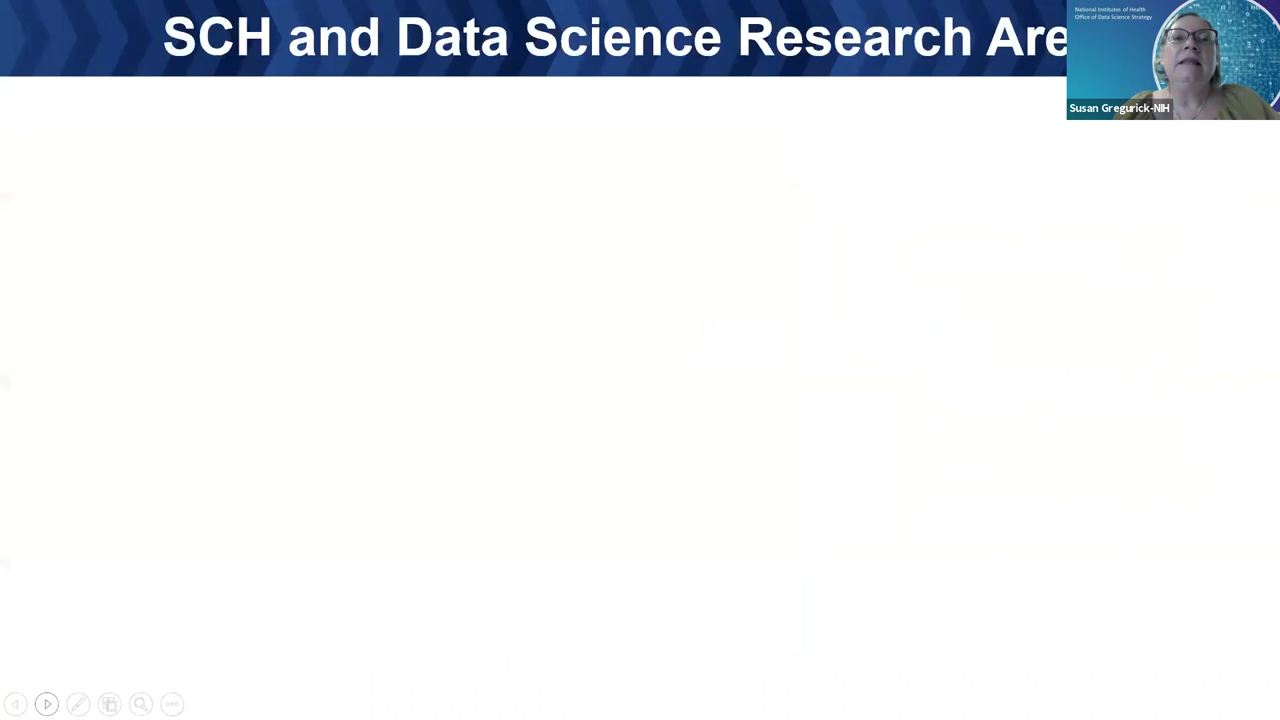 SCH and Data Science Research Are
National Institutes of Health
Office of Data Science Strategy
Susan Gregurick-NIH